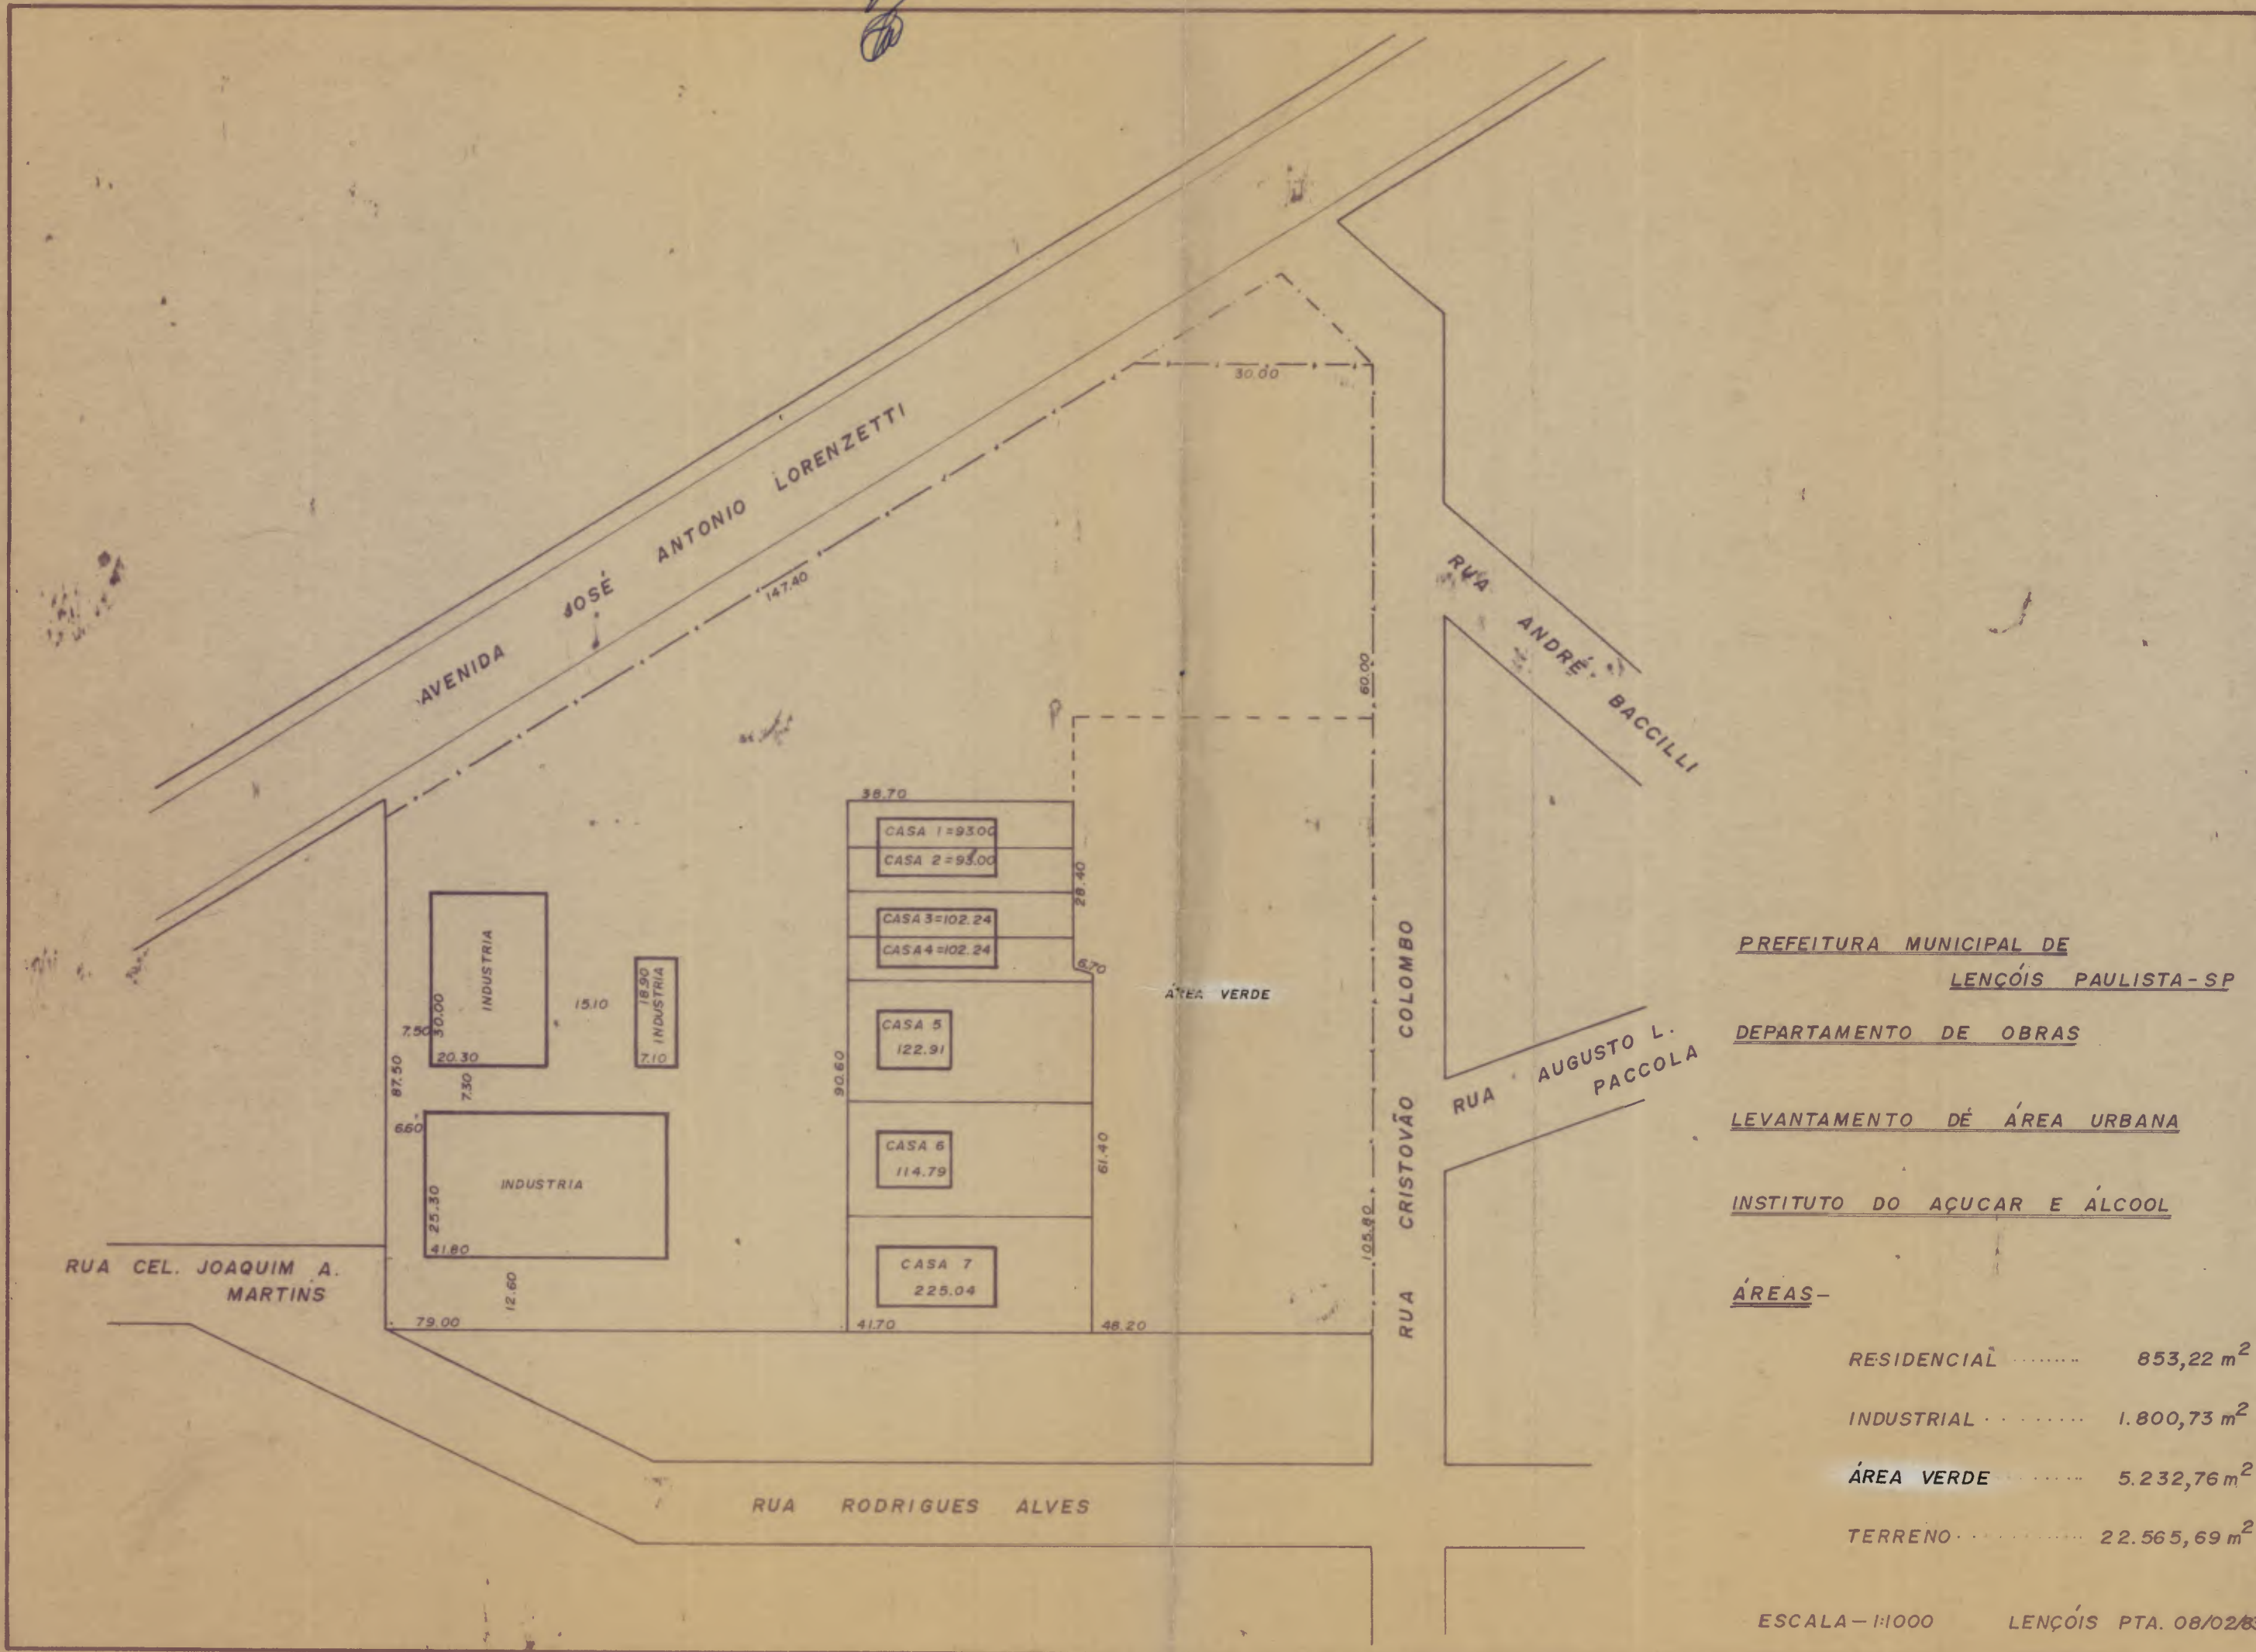 AVENIDA JOSÉ ANTONIO LORENZETTI
30.00
147.40
RUA ANDRÉ BACCILLI
60.00
P
38.70
CASA 1=93.00
CASA 2=93.00
28.40
CASA 3=102.24
CASA 4=102.24
6.70
CASA 5
122.91
90.60
CASA 6
114.79
61.40
CASA 7
225.04
INDUSTRIA
30.00
7.50
20.30
15.10
18.90
INDUSTRIA
7.10
87.50
7.30
6.60
INDUSTRIA
25.30
41.80
12.60
79.00
41.70
48.20
ÁREA VERDE
105.80
RUA CRISTOVÃO COLOMBO
RUA AUGUSTO L.
PACCOLA
RUA CEL. JOAQUIM A.
MARTINS
RUA RODRIGUES ALVES
PREFEITURA MUNICIPAL DE
LENÇÓIS PAULISTA-SP
DEPARTAMENTO DE OBRAS
LEVANTAMENTO DÉ ÁREA URBANA
INSTITUTO DO AÇUCAR E ÁLCOOL
ÁREAS-
RESIDENCIAL ........ 853,22 m²
INDUSTRIAL ........ 1.800,73 m²
ÁREA VERDE ........ 5.232,76 m²
TERRENO ........ 22.565,69 m²
ESCALA-1:1000 LENÇÓIS PTA. 08/02/83